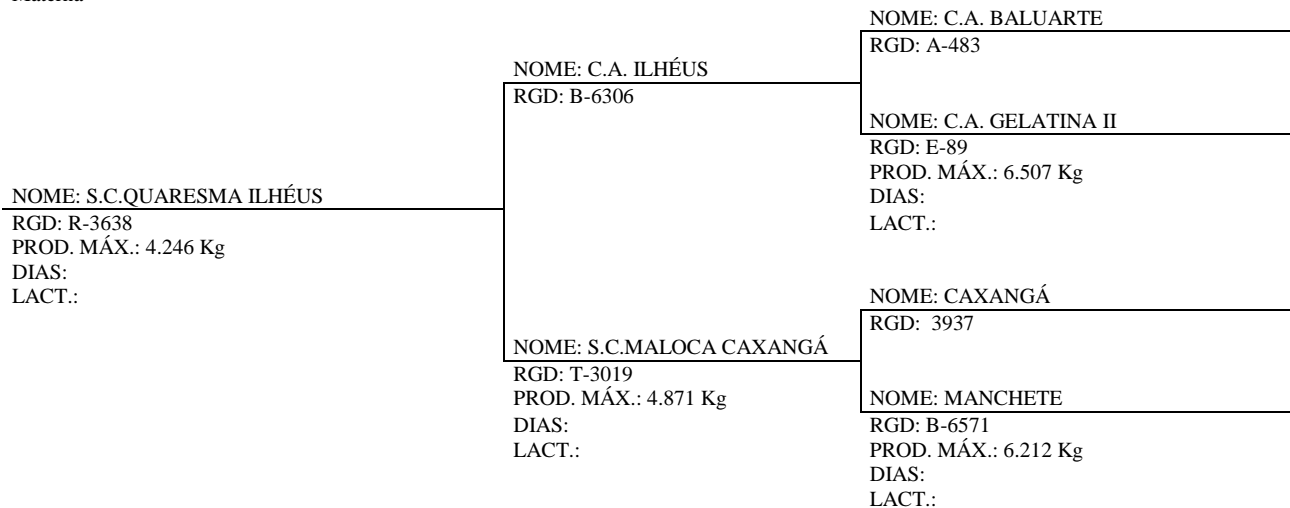 Materna
NOME: C.A. BALUARTE
RGD: A-483
NOME: C.A. ILHÉUS
RGD: B-6306
NOME: C.A. GELATINA II
RGD: E-89
PROD. MÁX.: 6.507 Kg
DIAS:
LACT.:
NOME: S.C.QUARESMA ILHÉUS
RGD: R-3638
PROD. MÁX.: 4.246 Kg
DIAS:
LACT.:
NOME: CAXANGÁ
RGD: 3937
NOME: S.C.MALOCA CAXANGÁ
RGD: T-3019
PROD. MÁX.: 4.871 Kg
DIAS:
LACT.:
NOME: MANCHETE
RGD: B-6571
PROD. MÁX.: 6.212 Kg
DIAS:
LACT.: